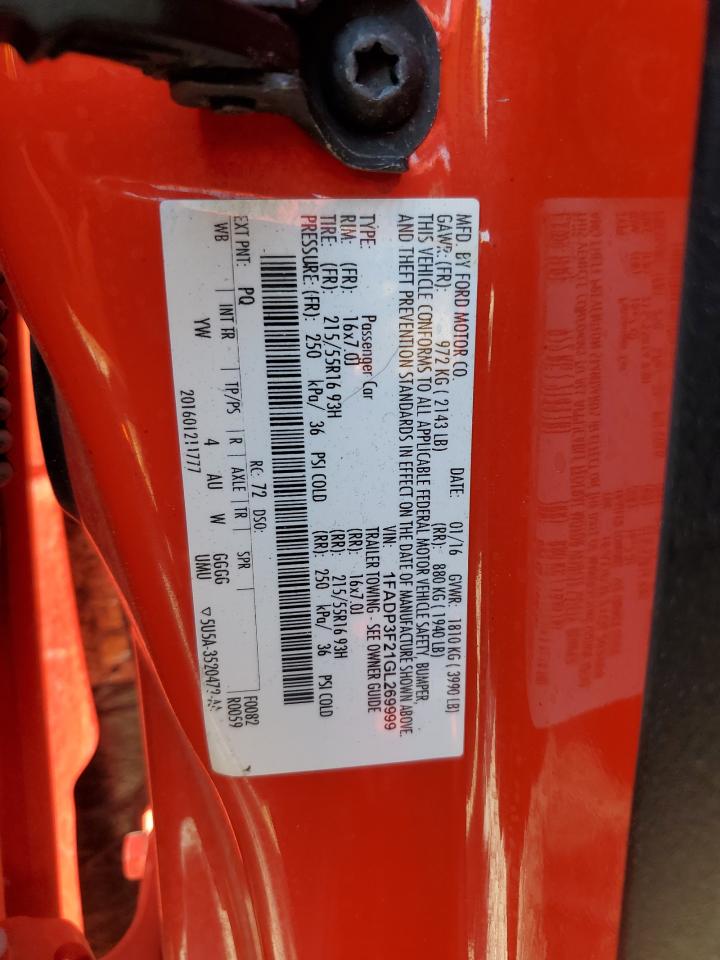 MFD. BY FORD MOTOR CO.
DATE: 01/16 GVWR: 1810 KG ( 3990 LB)
GAWR: (FR): 972 KG ( 2143 LB) (RR): 880 KG ( 1940 LB)
THIS VEHICLE CONFORMS TO ALL APPLICABLE FEDERAL MOTOR VEHICLE SAFETY, BUMPER,
AND THEFT PREVENTION STANDARDS IN EFFECT ON THE DATE OF MANUFACTURE SHOWN ABOVE.
VIN: 1FADP3F21GL269999
TYPE: Passenger Car TRAILER TOWING - SEE OWNER GUIDE
RIM: (FR): 16x7.0J (RR): 16x7.0J
TIRE: (FR): 215/55R16 93H (RR): 215/55R16 93H
PRESSURE: (FR): 250 kPa/ 36 PSI COLD (RR): 250 kPa/ 36 PSI COLD
RC: 72 DSO: F0082
EXT PNT: PQ R0059
WB INT TR TP/PS R AXLE TR SPR
YW 4 AU W GGGG
UMU
201601211777 ▽5U5A-3520472-AA